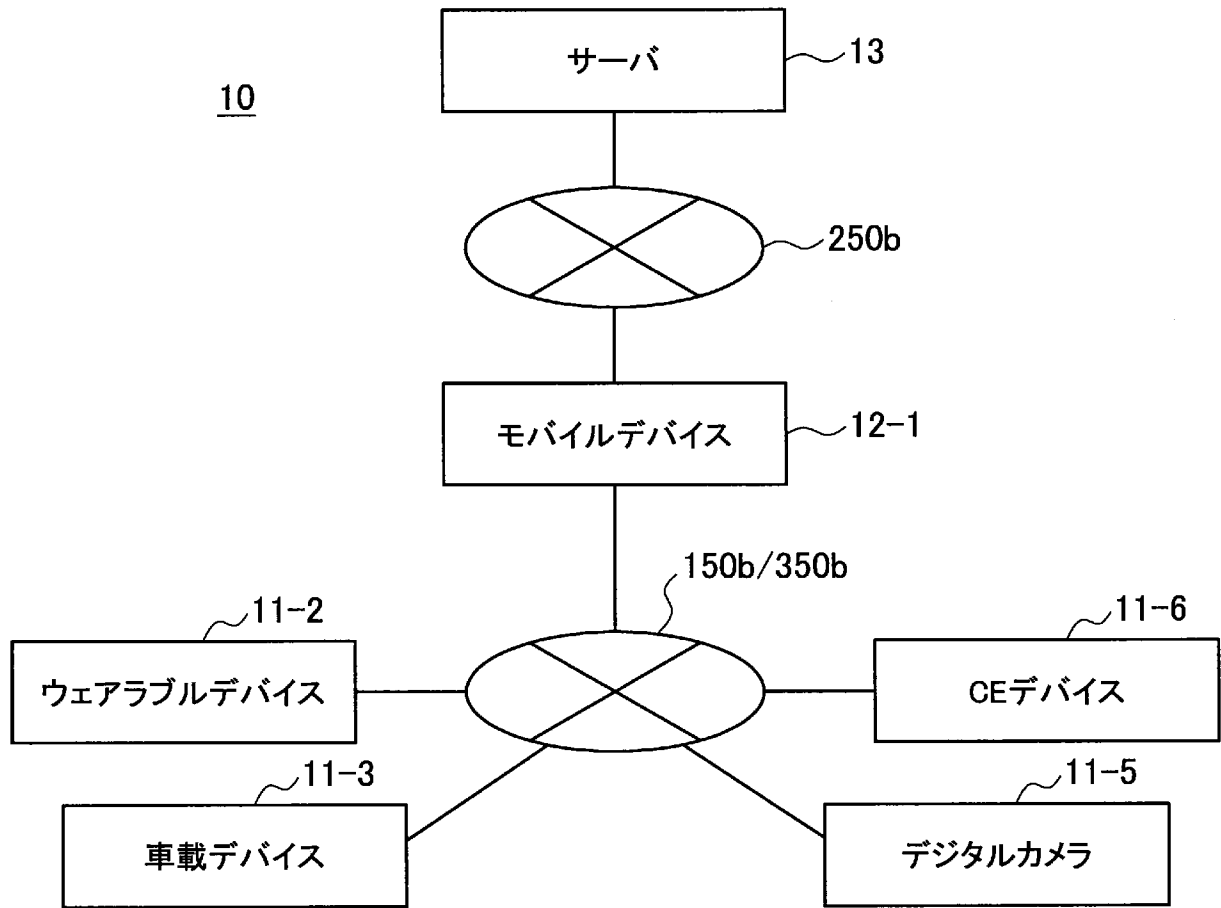 サーバ
13
10
250b
モバイルデバイス
12-1
150b/350b
11-2
11-6
ウェアラブルデバイス
CEデバイス
11-3
11-5
車載デバイス
デジタルカメラ